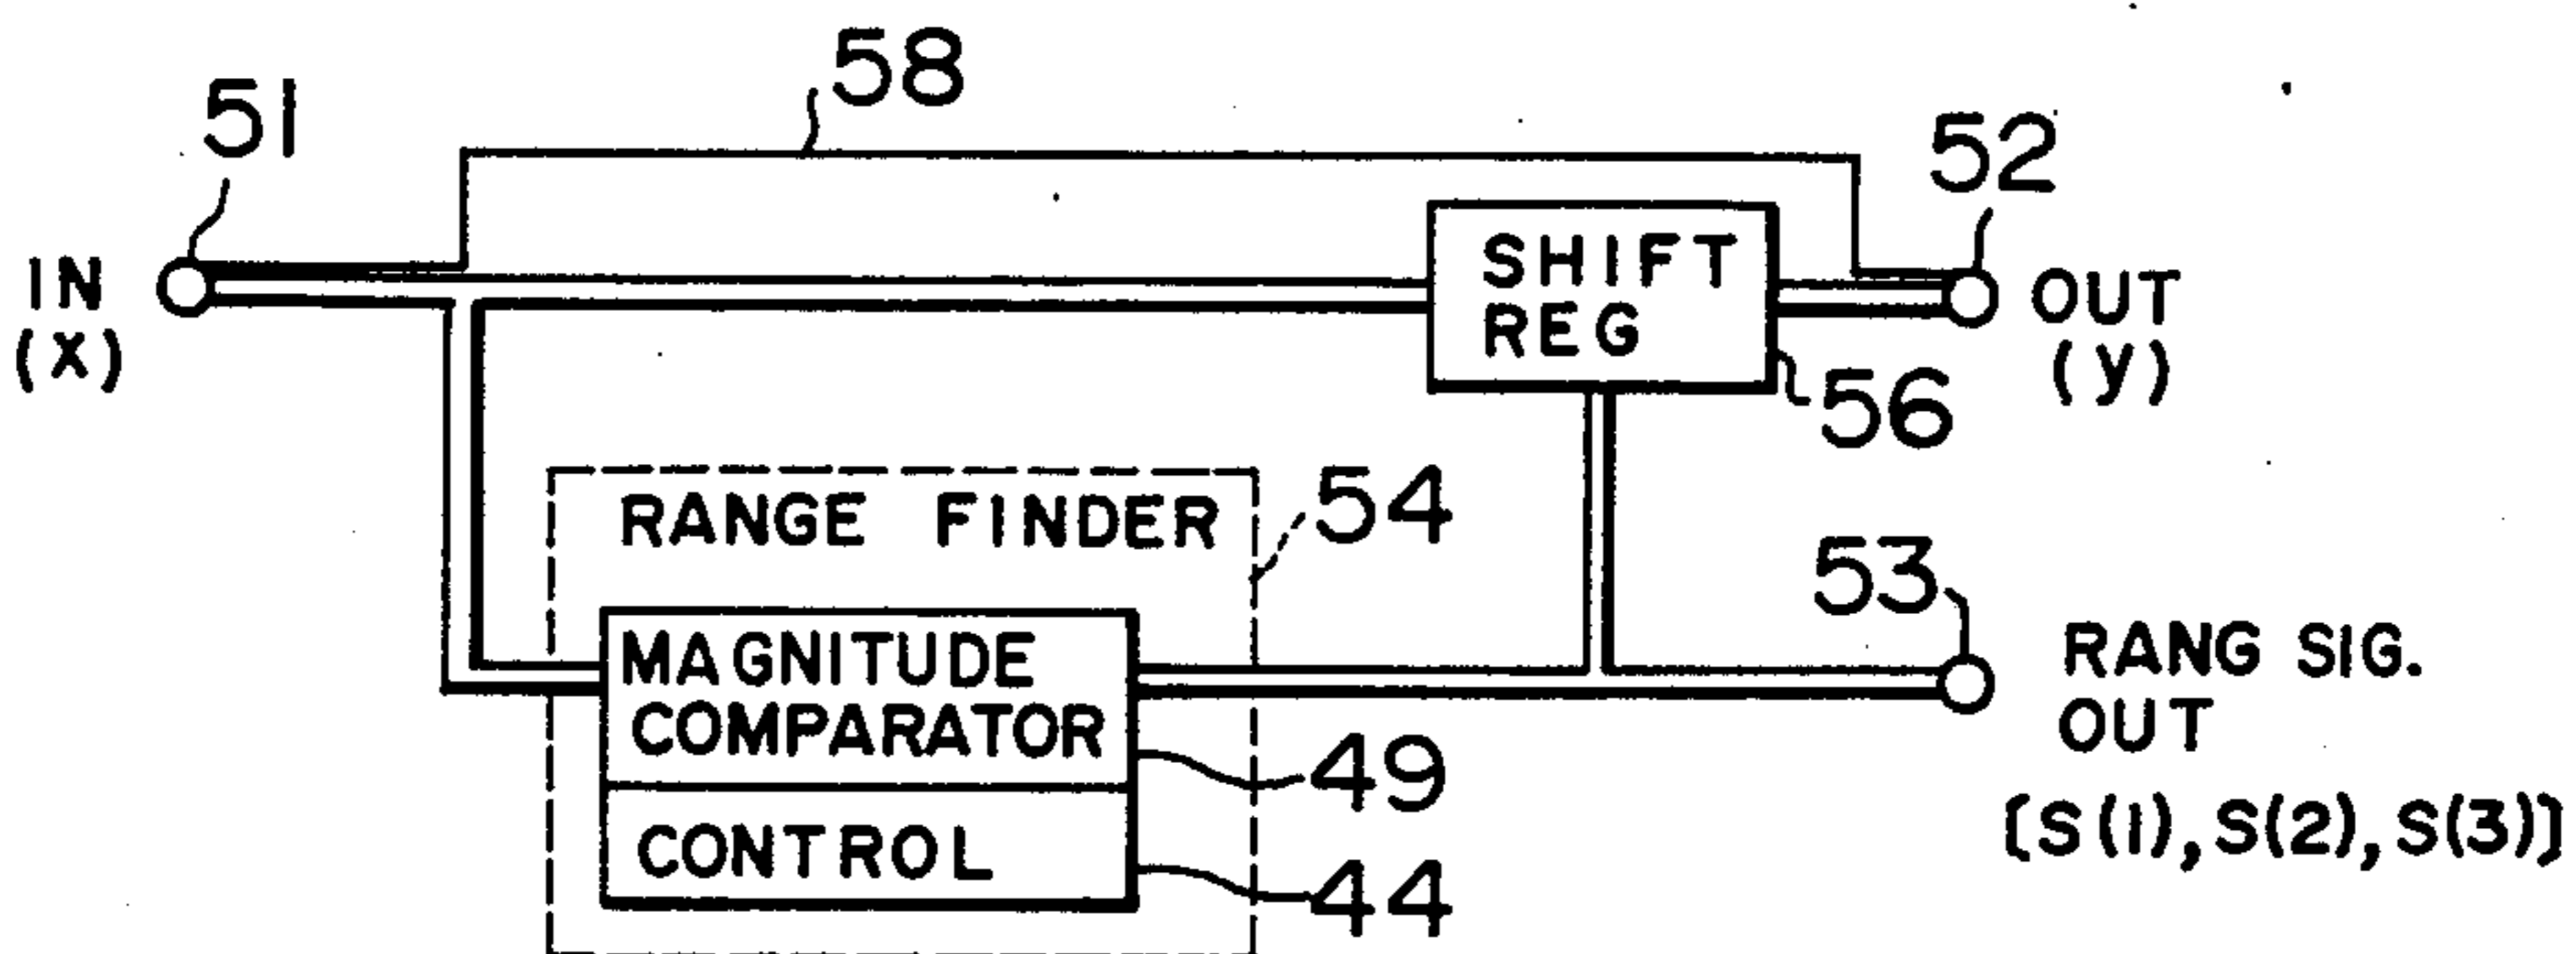 58
51
52
IN
(X)
SHIFT
REG
OUT
(y)
56
RANGE FINDER
54
53
MAGNITUDE
COMPARATOR
RANG SIG.
OUT
49
[S(1), S(2), S(3)]
CONTROL
44